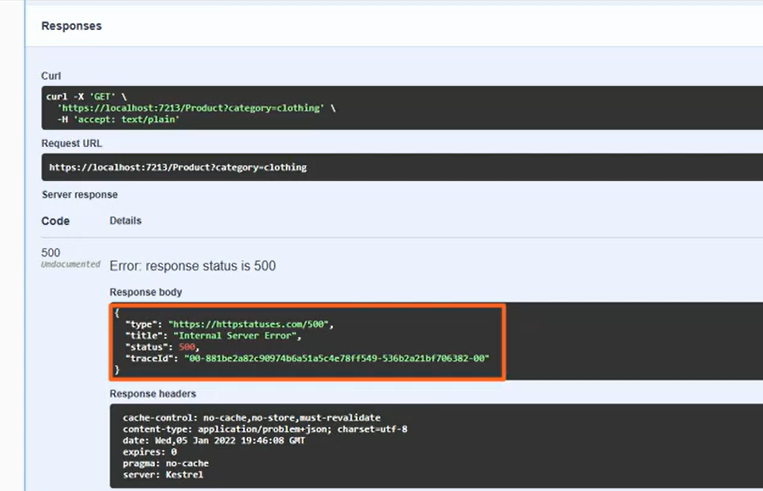 Responses
Curl
curl -X 'GET' \
'https://localhost:7213/Product?category=clothing' \
-H 'accept: text/plain'
Request URL
https://localhost:7213/Product?category=clothing
Server response
Code Details
500
Undocumented
Error: response status is 500
Response body
{
"type": "https://httpstatuses.com/500",
"title": "Internal Server Error",
"status": 500,
"traceId": "00-881be2a82c90974b6a51a5c4e78ff549-536b2a21bf706382-00"
}
Response headers
cache-control: no-cache,no-store,must-revalidate
content-type: application/problem+json; charset=utf-8
date: Wed,05 Jan 2022 19:46:08 GMT
expires: 0
pragma: no-cache
server: Kestrel